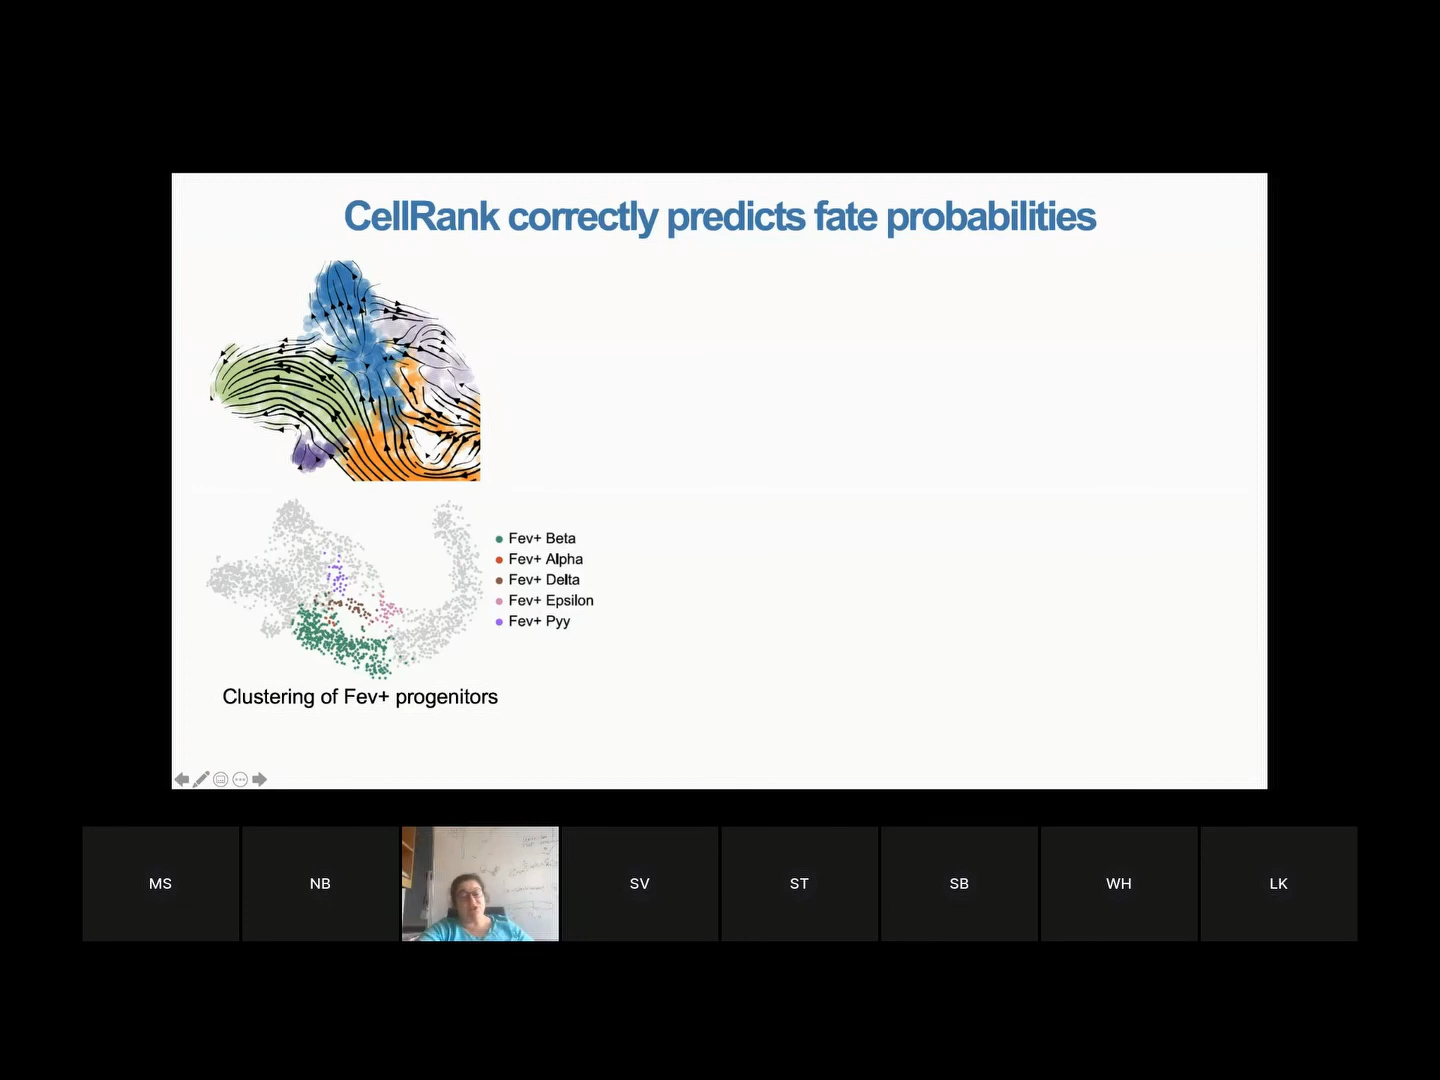 CellRank correctly predicts fate probabilities
Fev+ Beta
Fev+ Alpha
Fev+ Delta
Fev+ Epsilon
Fev+ Pyy
Clustering of Fev+ progenitors
MS
NB
SV
ST
SB
WH
LK